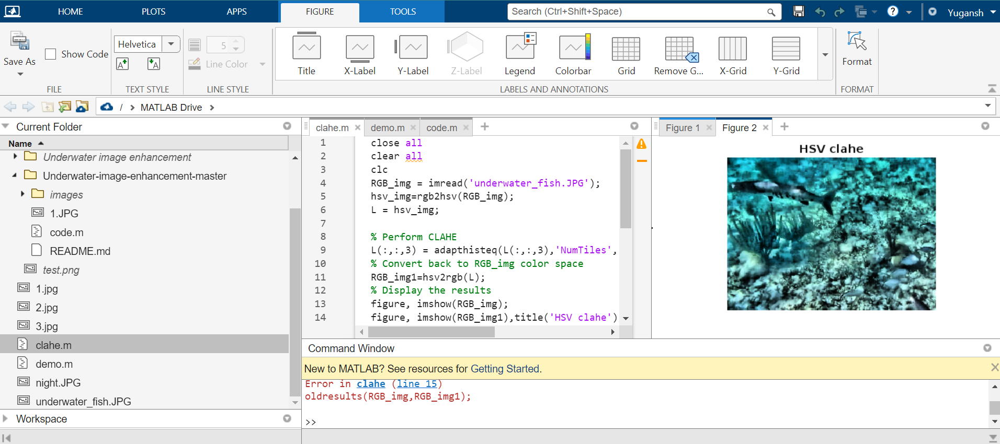 HOME PLOTS APPS FIGURE TOOLS Search (Ctrl+Shift+Space) Yugansh
Save As
Show Code
FILE
Helvetica
TEXT STYLE
5
Line Color
LINE STYLE
Title X-Label Y-Label Z-Label Legend Colorbar Grid Remove G... X-Grid Y-Grid
LABELS AND ANNOTATIONS
Format
FORMAT
/ > MATLAB Drive >
Current Folder
Name
Underwater image enhancement
Underwater-image-enhancement-master
images
1.JPG
code.m
README.md
test.png
1.jpg
2.jpg
3.jpg
clahe.m
demo.m
night.JPG
underwater_fish.JPG
Workspace
clahe.m demo.m code.m
1 close all
2 clear all
3 clc
4 RGB_img = imread('underwater_fish.JPG');
5 hsv_img=rgb2hsv(RGB_img);
6 L = hsv_img;
7
8 % Perform CLAHE
9 L(:,:,3) = adapthisteq(L(:,:,3),'NumTiles',
10 % Convert back to RGB_img color space
11 RGB_img1=hsv2rgb(L);
12 % Display the results
13 figure, imshow(RGB_img);
14 figure, imshow(RGB_img1),title('HSV clahe')
Figure 1 Figure 2
HSV clahe
Command Window
New to MATLAB? See resources for Getting Started.
Error in clahe (line 15)
oldresults(RGB_img,RGB_img1);
>>